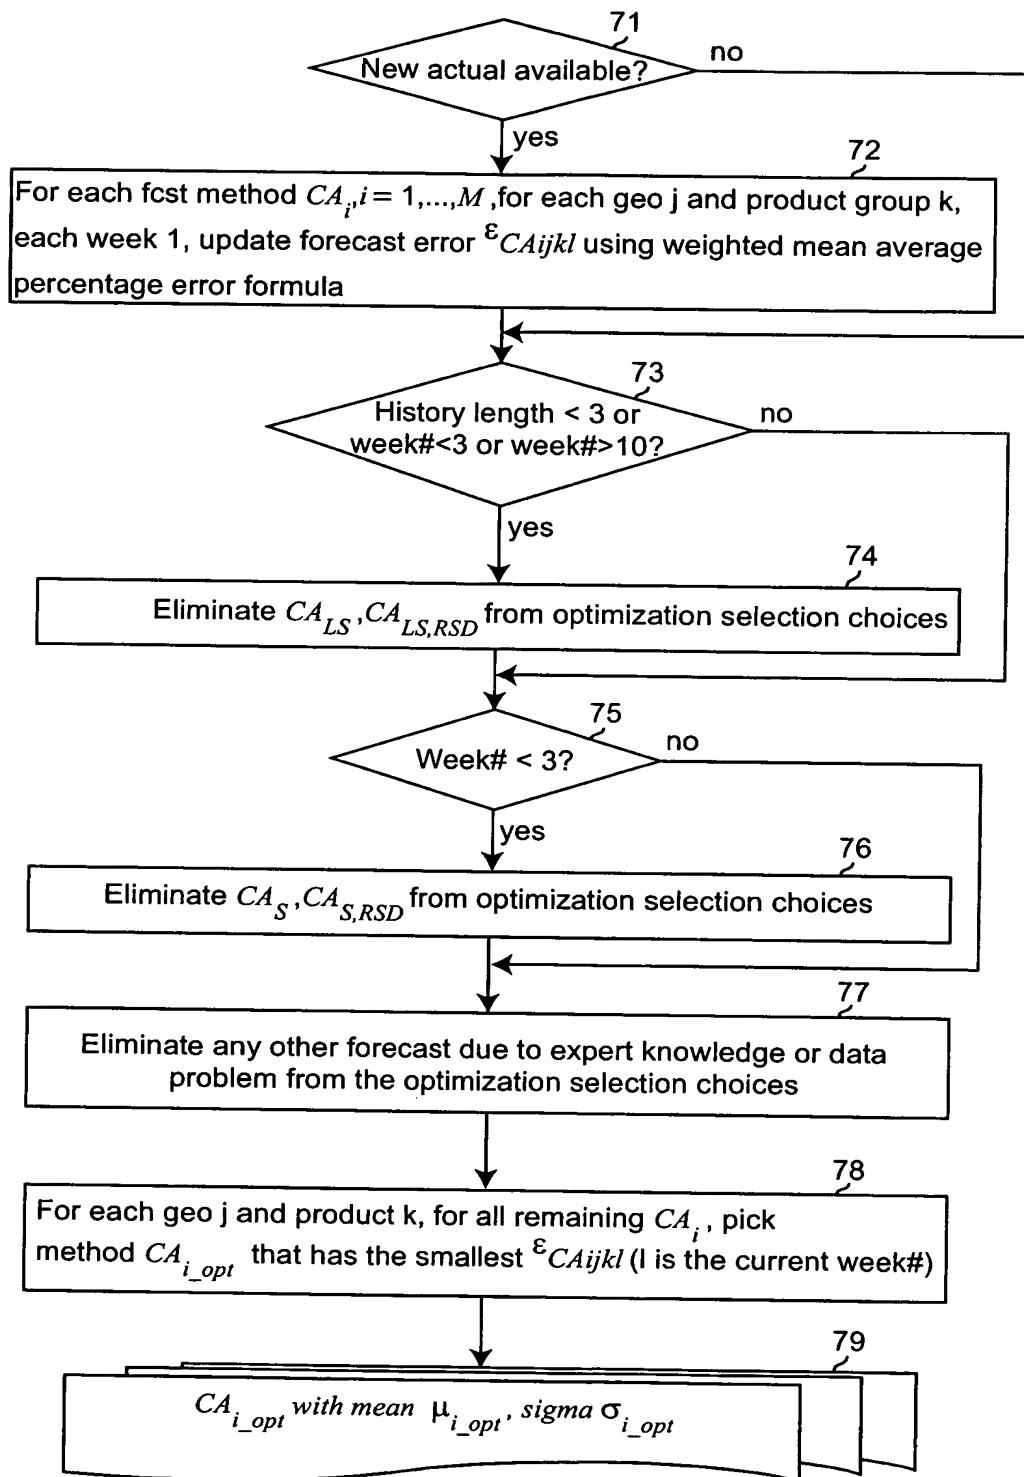 71
New actual available?
no
yes
72
For each fcst method CA_i, i = 1,...,M ,for each geo j and product group k,
each week 1, update forecast error ε_CAijkl using weighted mean average
percentage error formula
73
History length < 3 or
week#<3 or week#>10?
no
yes
74
Eliminate CA_LS, CA_LS,RSD from optimization selection choices
75
Week# < 3?
no
yes
76
Eliminate CA_S, CA_S,RSD from optimization selection choices
77
Eliminate any other forecast due to expert knowledge or data
problem from the optimization selection choices
78
For each geo j and product k, for all remaining CA_i, pick
method CA_i_opt that has the smallest ε_CAijkl (l is the current week#)
79
CA_i_opt with mean μ_i_opt, sigma σ_i_opt